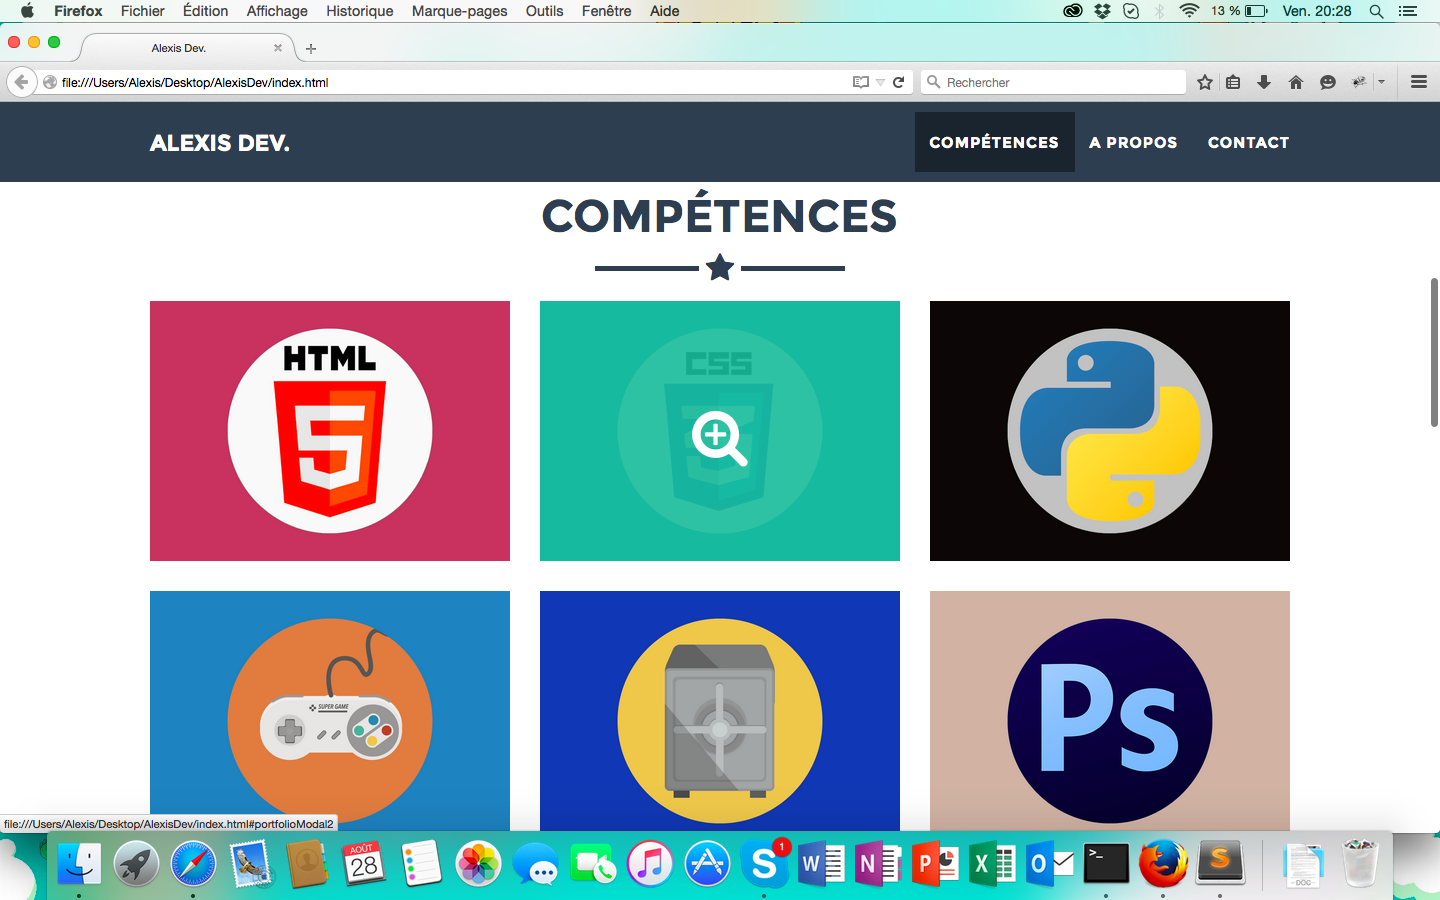 Firefox Fichier Édition Affichage Historique Marque-pages Outils Fenêtre Aide 13 % Ven. 20:28
Alexis Dev.
file:///Users/Alexis/Desktop/AlexisDev/index.html Rechercher
ALEXIS DEV. COMPÉTENCES A PROPOS CONTACT
COMPÉTENCES
HTML CSS
5
SUPER GAME
Ps
file:///Users/Alexis/Desktop/AlexisDev/index.html#portfolioModal2
AOÛT
28
1
S W N P X O >_ S
DOC